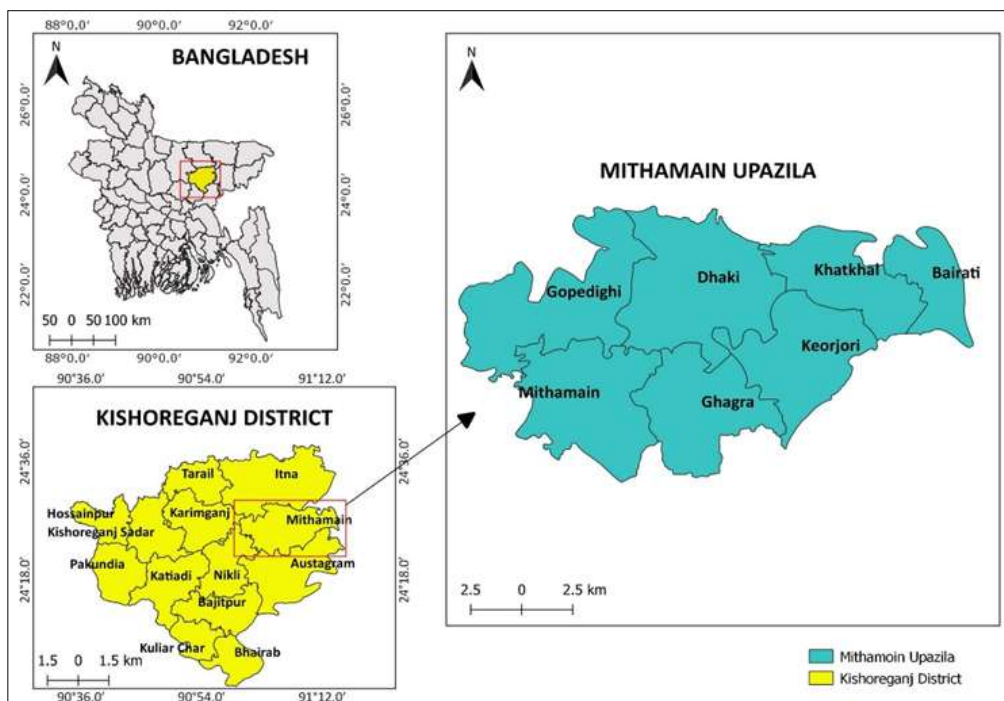 88°0.0' 90°0.0' 92°0.0'
N
BANGLADESH
26°0.0' 26°0.0'
24°0.0' 24°0.0'
22°0.0' 22°0.0'
50 0 50 100 km
88°0.0' 90°0.0' 92°0.0'
90°36.0' 90°54.0' 91°12.0'
N
KISHOREGANJ DISTRICT
24°36.0' 24°36.0'
Tarail
Itna
Hossainpur
Karimganj
Mithamain
Kishoreganj Sadar
Pakundia
Austagram
Katiadi
Nikli
24°18.0' 24°18.0'
Bajitpur
Kuliar Char
Bhairab
1.5 0 1.5 km
90°36.0' 90°54.0' 91°12.0'
N
MITHAMAIN UPAZILA
Khatkhal
Bairati
Dhaki
Gopedighi
Keorjori
Mithamain
Ghagra
2.5 0 2.5 km
Mithamoin Upazila
Kishoreganj District